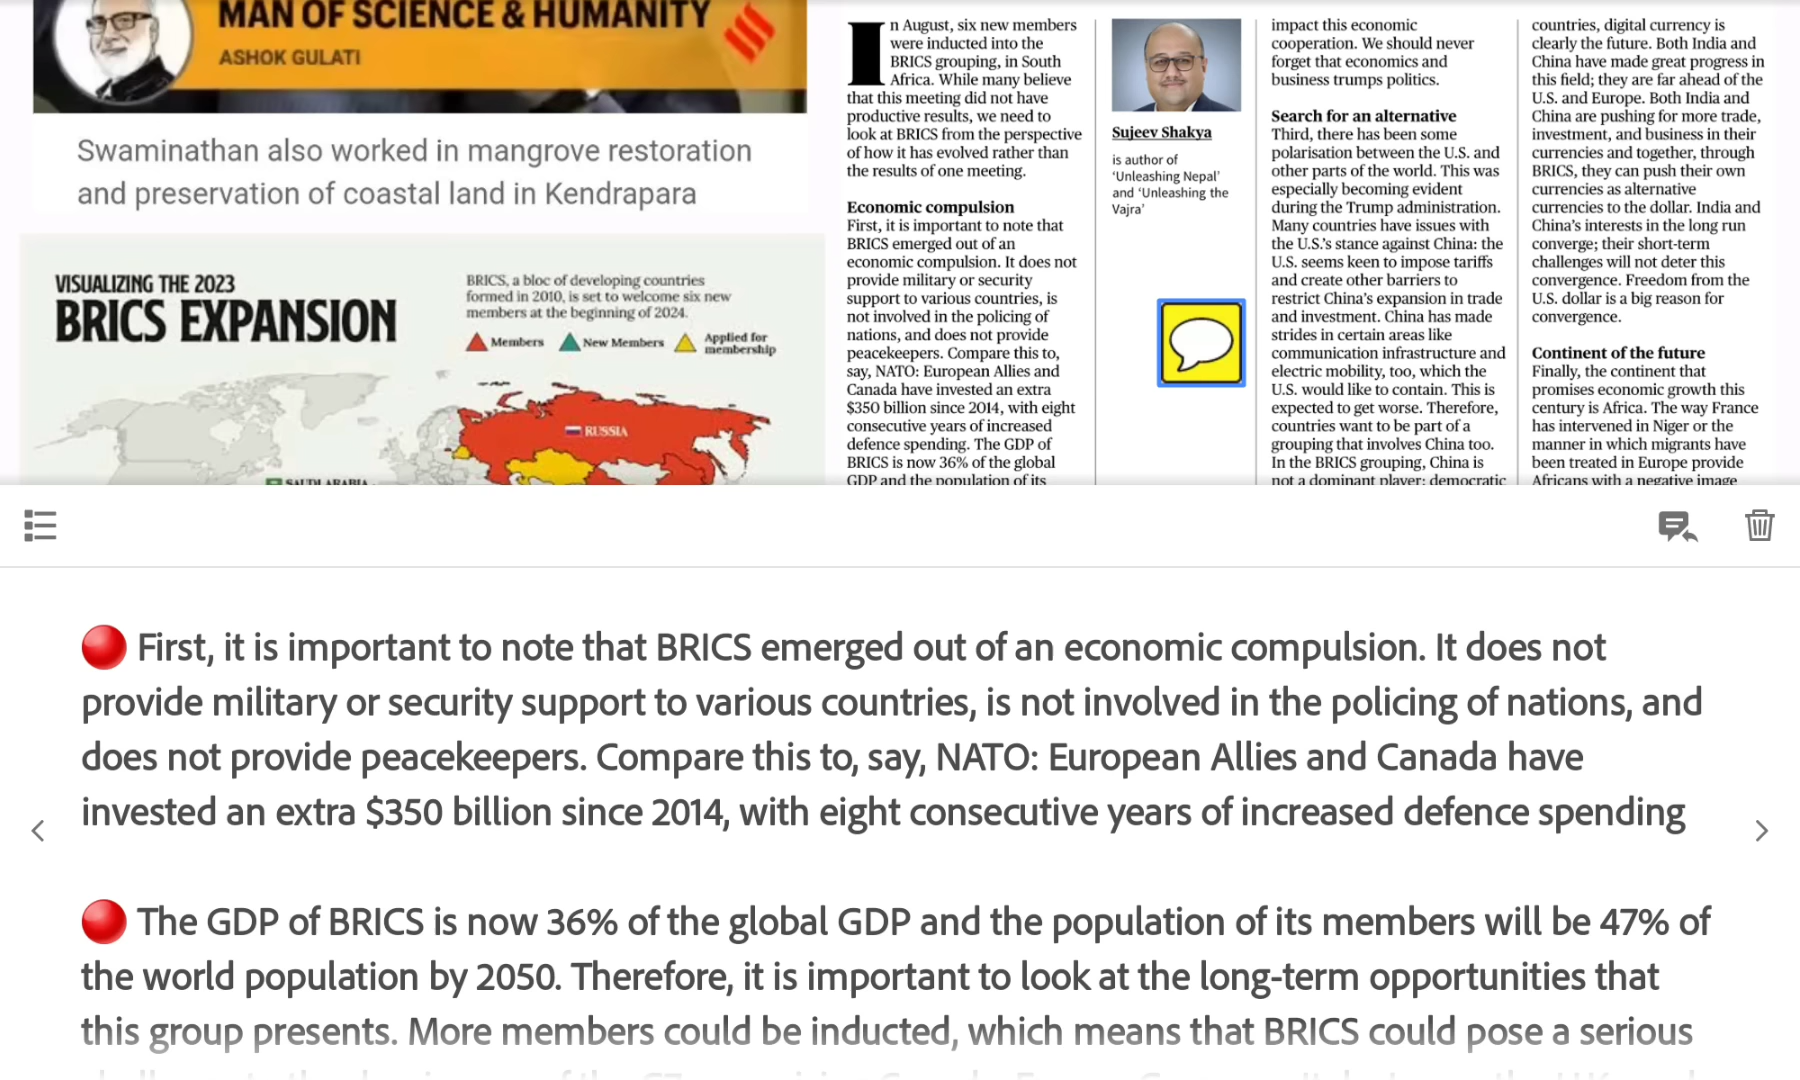 MAN OF SCIENCE & HUMANITY
ASHOK GULATI
Swaminathan also worked in mangrove restoration
and preservation of coastal land in Kendrapara
VISUALIZING THE 2023
BRICS EXPANSION
BRICS, a bloc of developing countries
formed in 2010, is set to welcome six new
members at the beginning of 2024.
Members
New Members
Applied for
membership
RUSSIA
SAUDI ARABIA
In August, six new members
were inducted into the
BRICS grouping, in South
Africa. While many believe
that this meeting did not have
productive results, we need to
look at BRICS from the perspective
of how it has evolved rather than
the results of one meeting.
Economic compulsion
First, it is important to note that
BRICS emerged out of an
economic compulsion. It does not
provide military or security
support to various countries, is
not involved in the policing of
nations, and does not provide
peacekeepers. Compare this to,
say, NATO: European Allies and
Canada have invested an extra
$350 billion since 2014, with eight
consecutive years of increased
defence spending. The GDP of
BRICS is now 36% of the global
GDP and the population of its
Sujeev Shakya
is author of
‘Unleashing Nepal’
and ‘Unleashing the
Vajra’
impact this economic
cooperation. We should never
forget that economics and
business trumps politics.
Search for an alternative
Third, there has been some
polarisation between the U.S. and
other parts of the world. This was
especially becoming evident
during the Trump administration.
Many countries have issues with
the U.S.’s stance against China: the
U.S. seems keen to impose tariffs
and create other barriers to
restrict China’s expansion in trade
and investment. China has made
strides in certain areas like
communication infrastructure and
electric mobility, too, which the
U.S. would like to contain. This is
expected to get worse. Therefore,
countries want to be part of a
grouping that involves China too.
In the BRICS grouping, China is
not a dominant player; democratic
countries, digital currency is
clearly the future. Both India and
China have made great progress in
this field; they are far ahead of the
U.S. and Europe. Both India and
China are pushing for more trade,
investment, and business in their
currencies and together, through
BRICS, they can push their own
currencies as alternative
currencies to the dollar. India and
China’s interests in the long run
converge; their short-term
challenges will not deter this
convergence. Freedom from the
U.S. dollar is a big reason for
convergence.
Continent of the future
Finally, the continent that
promises economic growth this
century is Africa. The way France
has intervened in Niger or the
manner in which migrants have
been treated in Europe provide
Africans with a negative image
First, it is important to note that BRICS emerged out of an economic compulsion. It does not
provide military or security support to various countries, is not involved in the policing of nations, and
does not provide peacekeepers. Compare this to, say, NATO: European Allies and Canada have
invested an extra $350 billion since 2014, with eight consecutive years of increased defence spending
The GDP of BRICS is now 36% of the global GDP and the population of its members will be 47% of
the world population by 2050. Therefore, it is important to look at the long-term opportunities that
this group presents. More members could be inducted, which means that BRICS could pose a serious